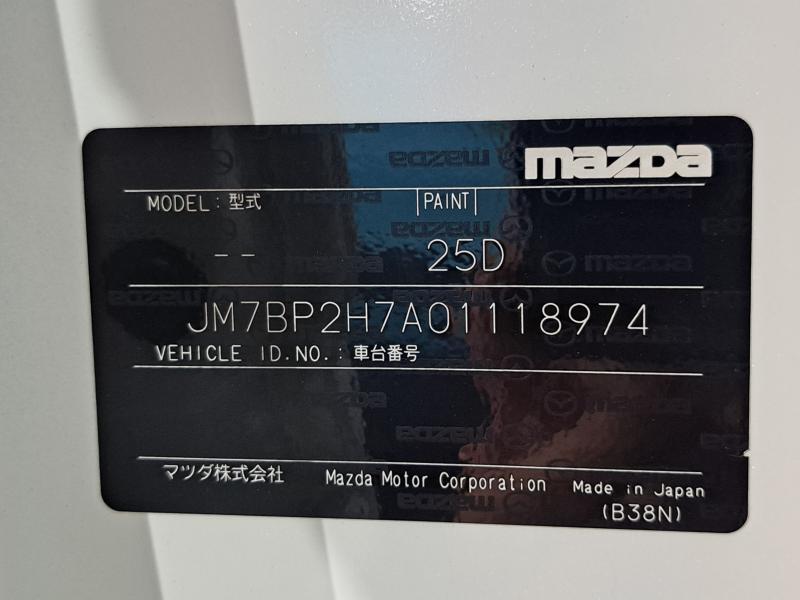 mazda
MODEL: 型式 PAINT
-- 25D
JM7BP2H7A01118974
VEHICLE ID.NO.: 車台番号
マツダ株式会社 Mazda Motor Corporation Made in Japan
(B38N)